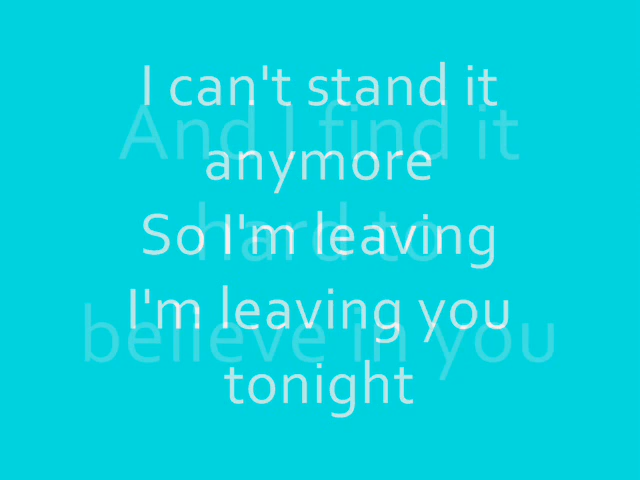 I can't stand it
And I find it
anymore
hard to
So I'm leaving
I'm leaving you
believe in you
tonight